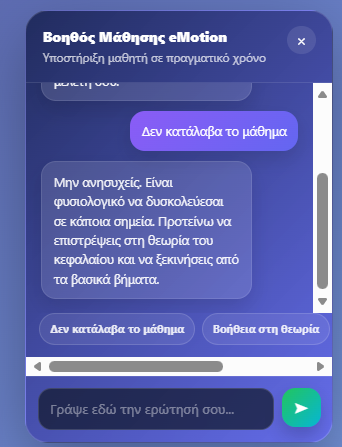 Βοηθός Μάθησης eMotion
Υποστήριξη μαθητή σε πραγματικό χρόνο
μελέτη σου.
Δεν κατάλαβα το μάθημα
Μην ανησυχείς. Είναι
φυσιολογικό να δυσκολεύεσαι
σε κάποια σημεία. Προτείνω να
επιστρέψεις στη θεωρία του
κεφαλαίου και να ξεκινήσεις από
τα βασικά βήματα.
Δεν κατάλαβα το μάθημα
Βοήθεια στη θεωρία
Γράψε εδώ την ερώτησή σου...